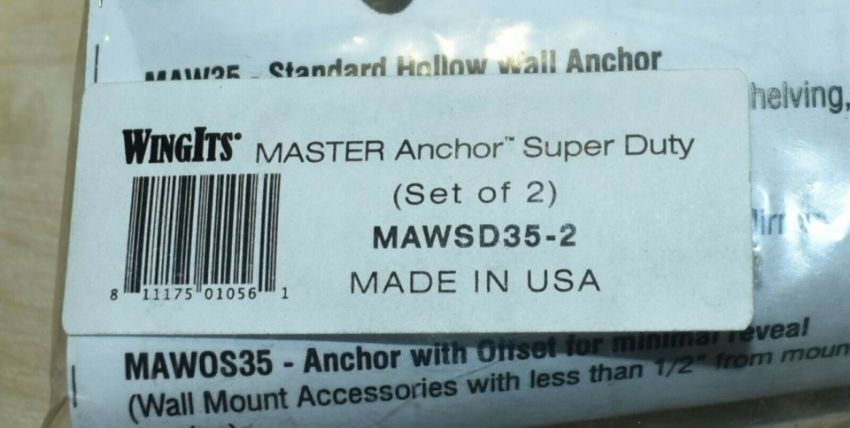 MAW35 - Standard Hollow Wall Anchor
helving,
WINGITS® MASTER Anchor™ Super Duty
(Set of 2)
MAWSD35-2
MADE IN USA
8 11175 01056 1
MAWOS35 - Anchor with Offset for minimal reveal
(Wall Mount Accessories with less than 1/2" from moun